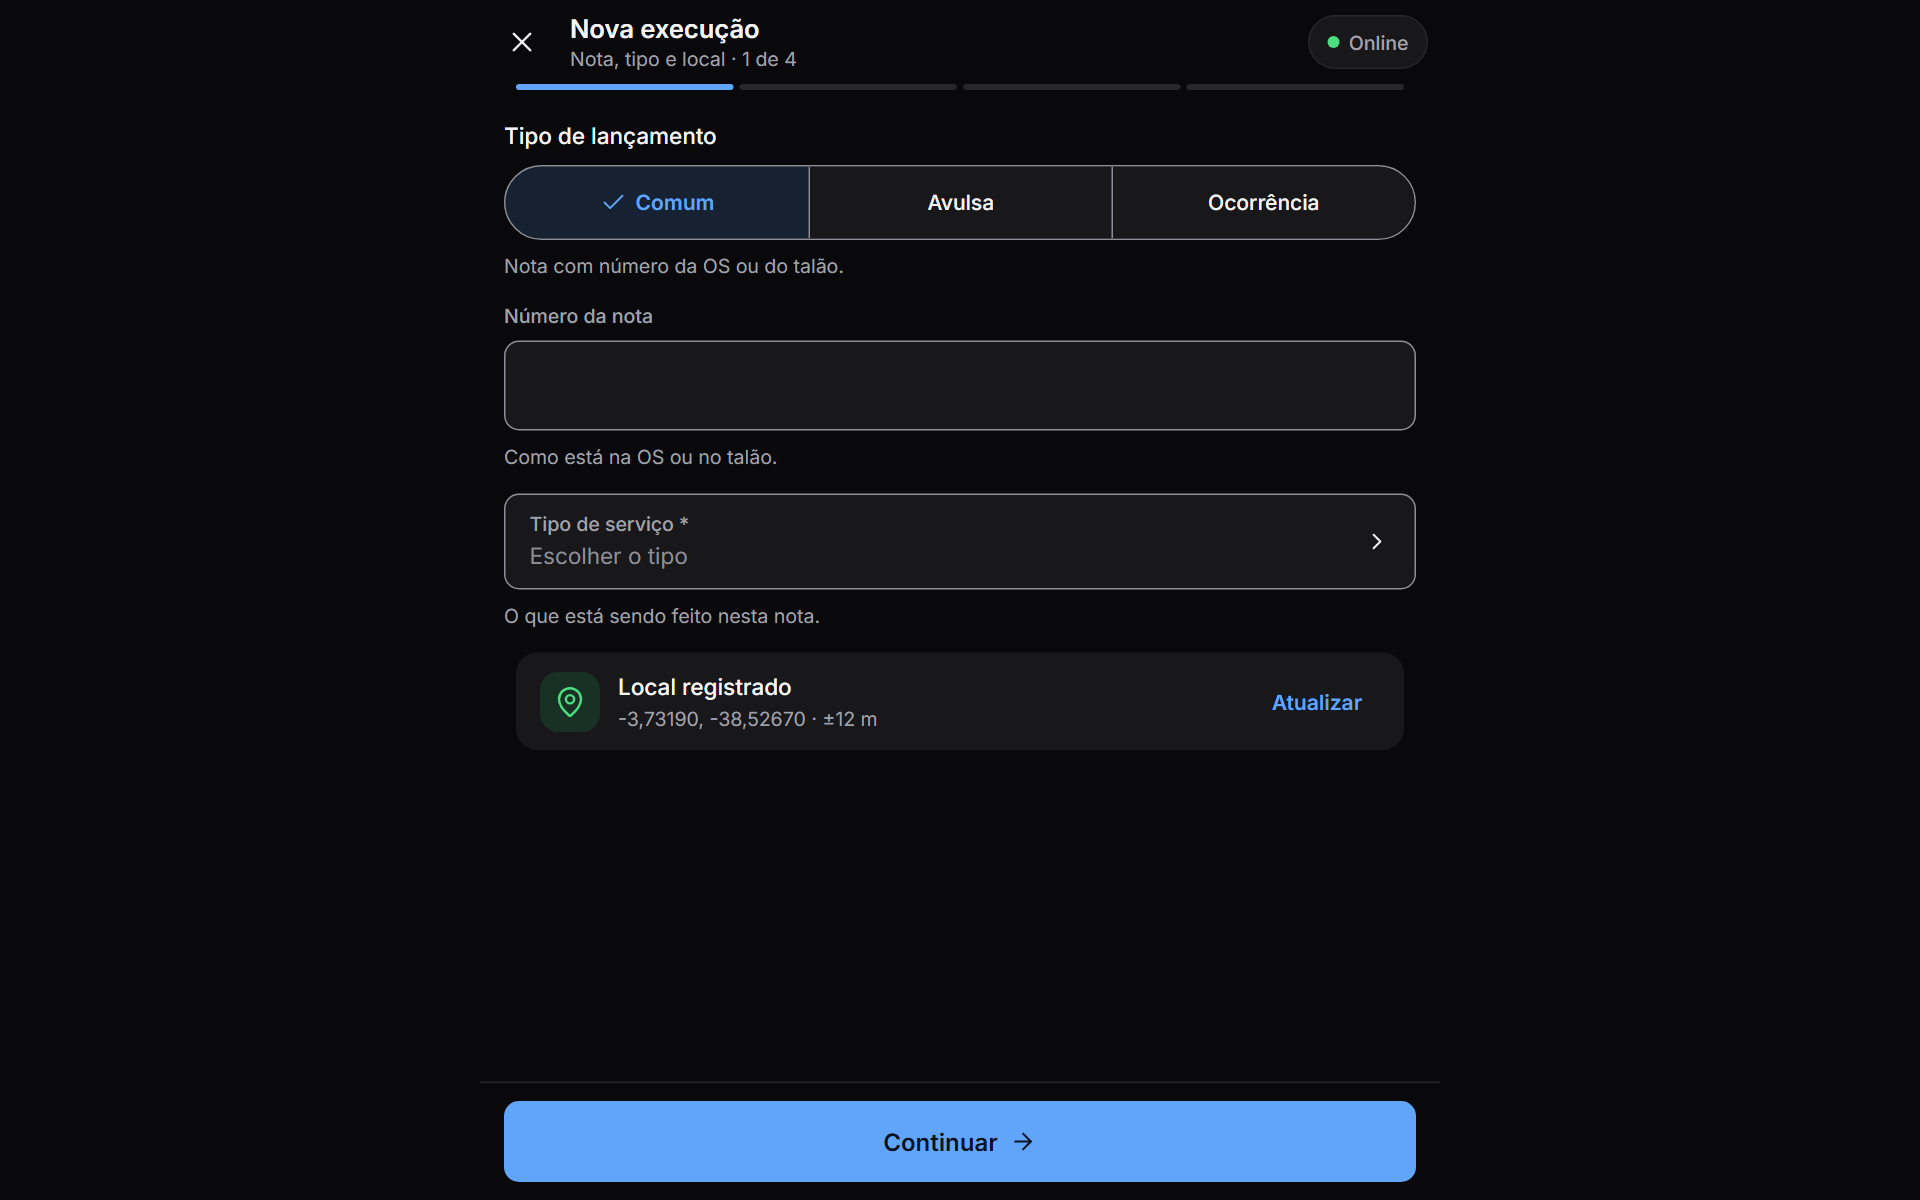 Nova execução
Nota, tipo e local · 1 de 4
Online
Tipo de lançamento
Comum
Avulsa
Ocorrência
Nota com número da OS ou do talão.
Número da nota
Como está na OS ou no talão.
Tipo de serviço *
Escolher o tipo
O que está sendo feito nesta nota.
Local registrado
-3,73190, -38,52670 · ±12 m
Atualizar
Continuar